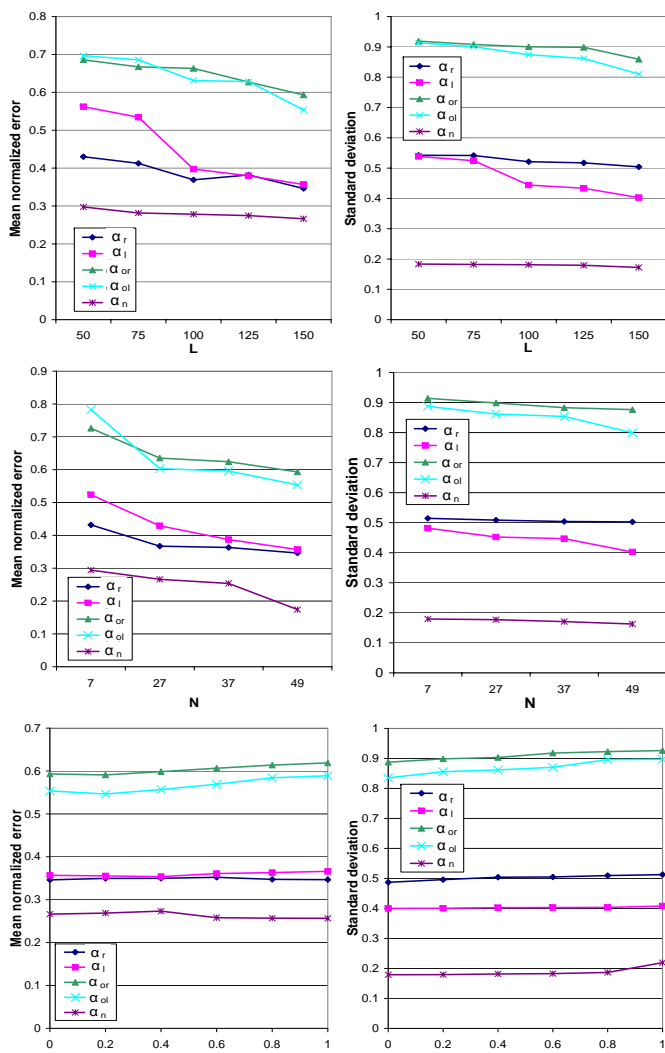 Mean normalized error
0.8
0.7
0.6
0.5
0.4
0.3
0.2
0.1
0
α r
α l
α or
α ol
α n
50 75 100 125 150
L
Standard deviation
1
0.9
0.8
0.7
0.6
0.5
0.4
0.3
0.2
0.1
0
α r
α l
α or
α ol
α n
50 75 100 125 150
L
Mean normalized error
0.9
0.8
0.7
0.6
0.5
0.4
0.3
0.2
0.1
0
α r
α l
α or
α ol
α n
7 27 37 49
N
Standard deviation
1
0.9
0.8
0.7
0.6
0.5
0.4
0.3
0.2
0.1
0
α r
α l
α or
α ol
α n
7 27 37 49
N
Mean normalized error
0.7
0.6
0.5
0.4
0.3
0.2
0.1
0
α r
α l
α or
α ol
α n
0 0.2 0.4 0.6 0.8 1
Standard deviation
1
0.9
0.8
0.7
0.6
0.5
0.4
0.3
0.2
0.1
0
α r
α l
α or
α ol
α n
0 0.2 0.4 0.6 0.8 1